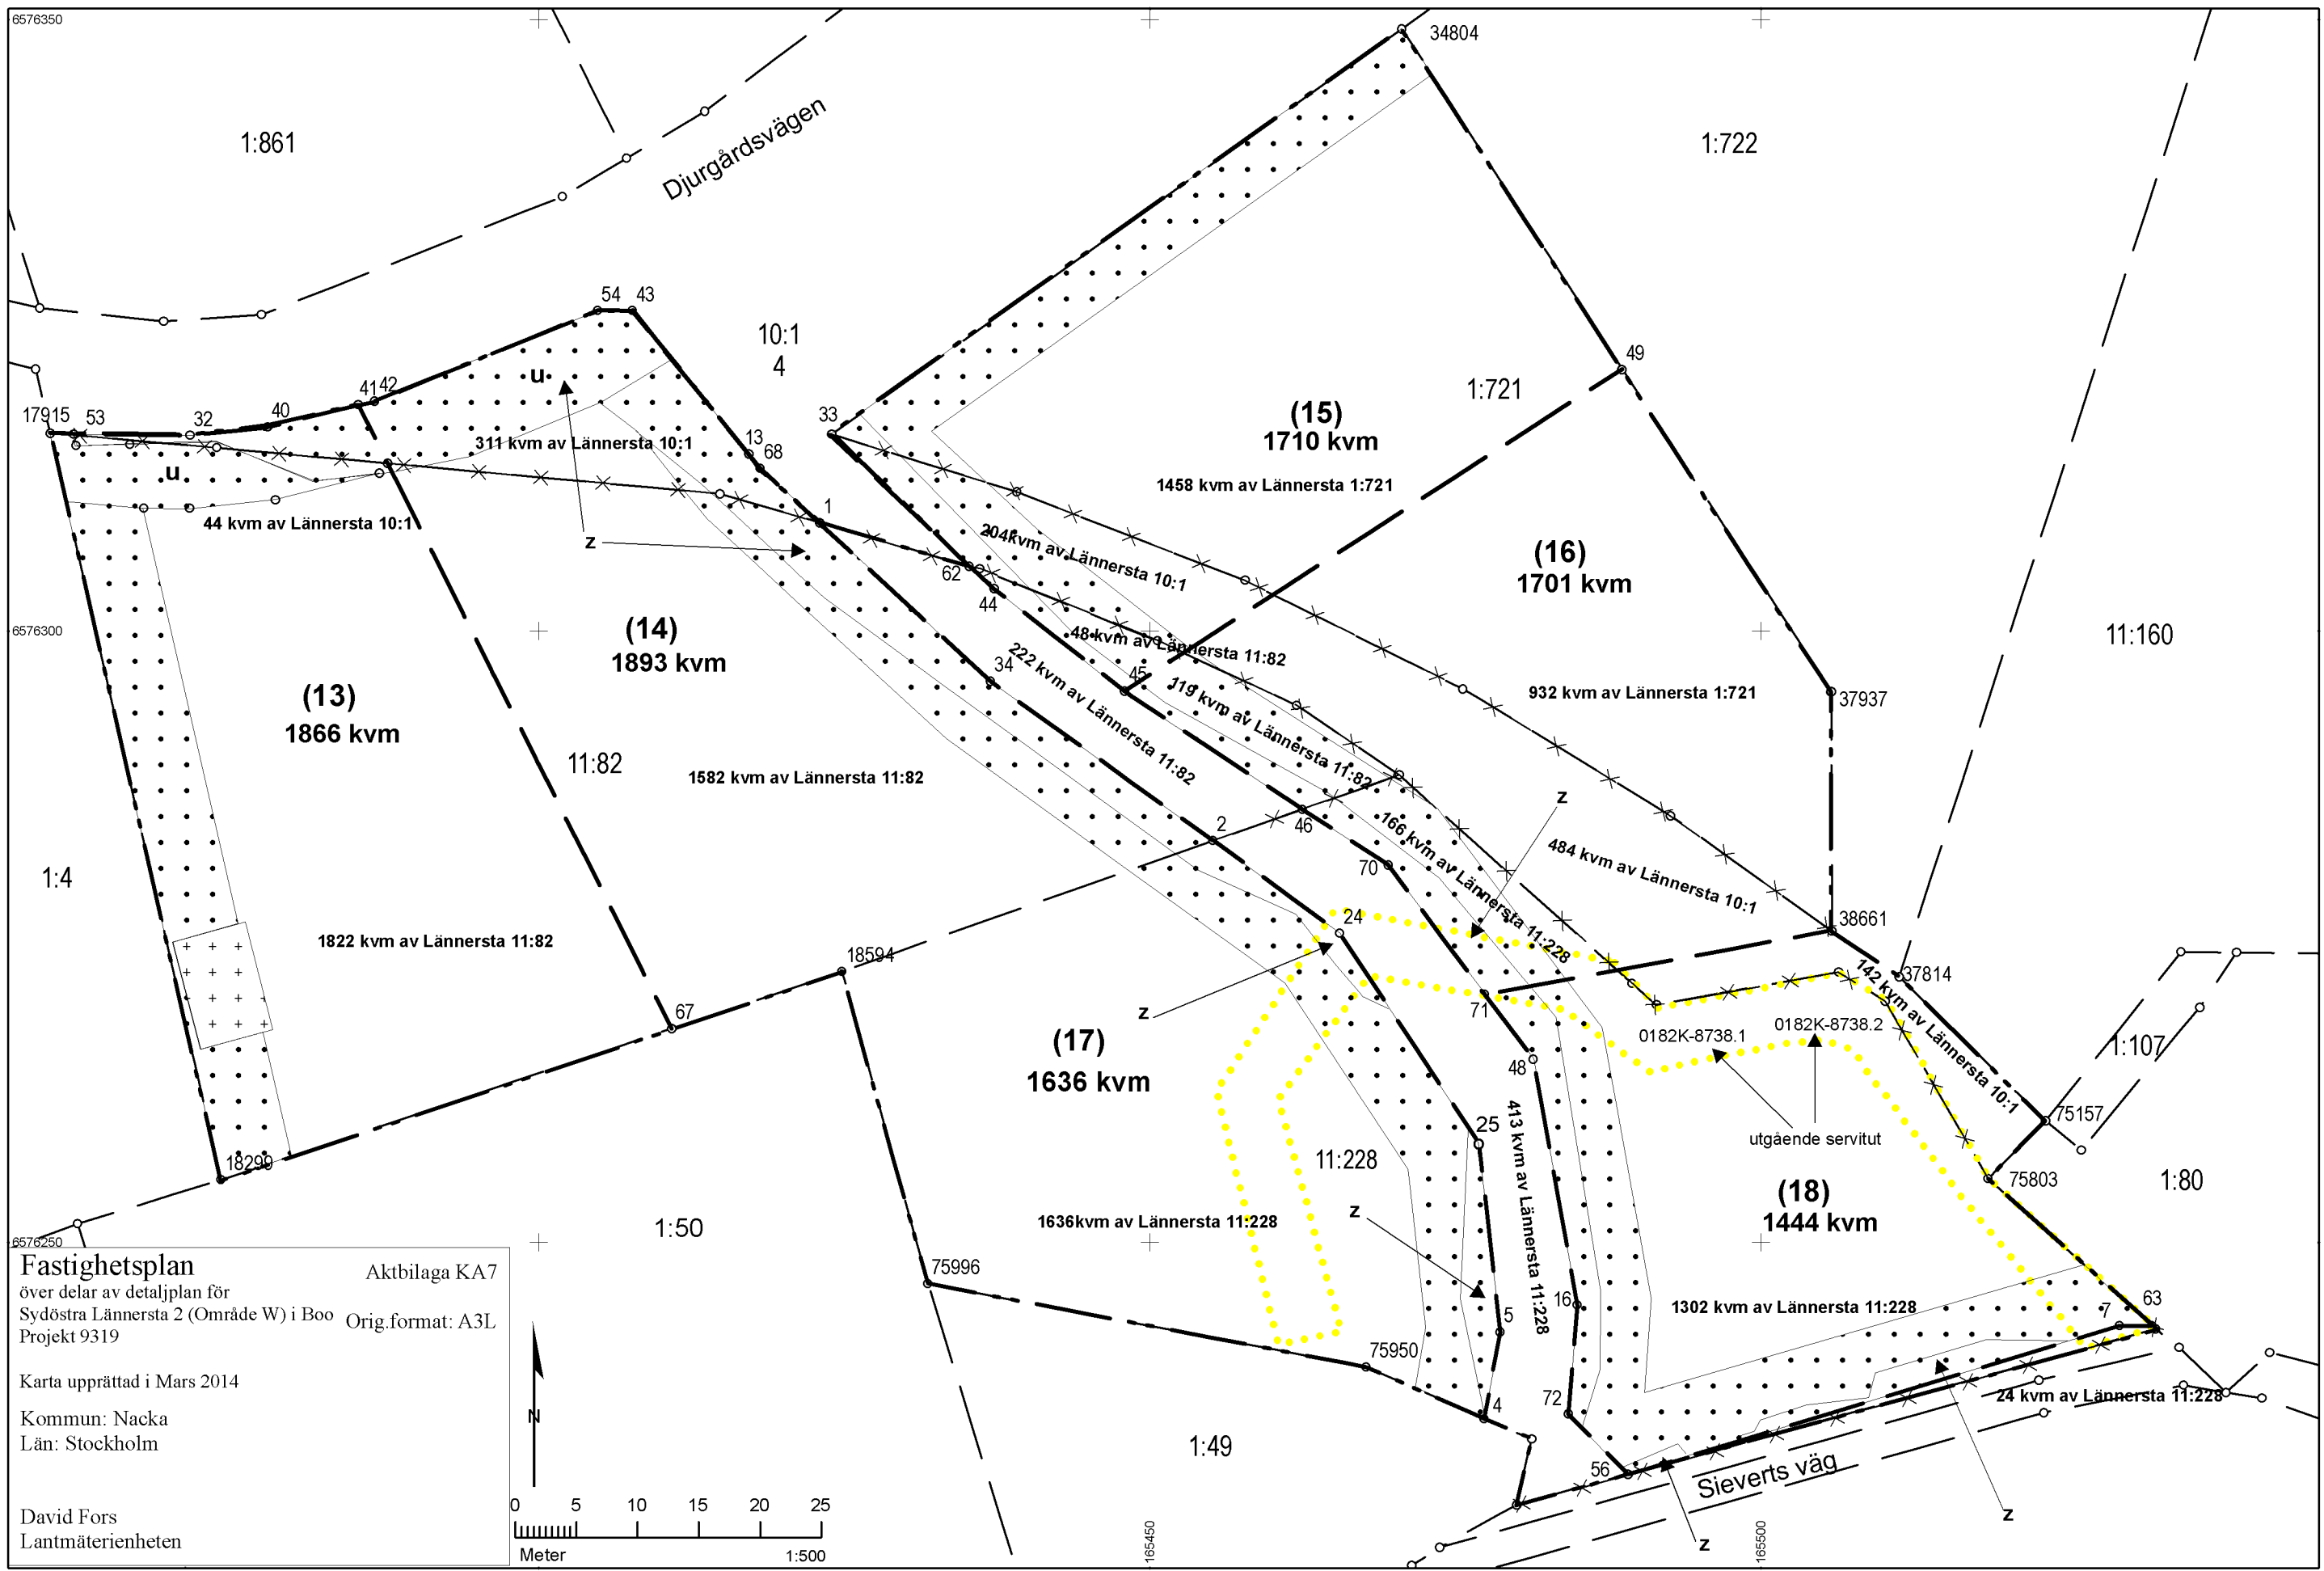 6576350
34804
1:861
Djurgårdsvägen
1:722
54 43
10:1
4
49
u
1:721
(15)
1710 kvm
41 42
40
33
17915 53 32
311 kvm av Lännersta 10:1
13
68
u
1458 kvm av Lännersta 1:721
44 kvm av Lännersta 10:1
1
z
204kvm av Lännersta 10:1
(16)
1701 kvm
62
44
6576300
(14)
1893 kvm
48 kvm av Lännersta 11:82
11:160
34
222 kvm av Lännersta 11:82
45
119 kvm av Lännersta 11:82
932 kvm av Lännersta 1:721
37937
(13)
1866 kvm
11:82
1582 kvm av Lännersta 11:82
z
2
46
166 kvm av Lännersta 11:228
484 kvm av Lännersta 10:1
70
1:4
24
38661
1822 kvm av Lännersta 11:82
18594
37814
142 kvm av Lännersta 10:1
67
z
71
(17)
1636 kvm
0182K-8738.1
0182K-8738.2
1:107
48
25
75157
413 kvm av Lännersta 11:228
utgående servitut
11:228
18299
75803
1:80
(18)
1444 kvm
z
1636kvm av Lännersta 11:228
1:50
6576250
Fastighetsplan
Aktbilaga KA7
över delar av detaljplan för
Sydöstra Lännersta 2 (Område W) i Boo
Orig.format: A3L
Projekt 9319
75996
16
5
1302 kvm av Lännersta 11:228
7
63
75950
Karta upprättad i Mars 2014
24 kvm av Lännersta 11:228
4
72
Kommun: Nacka
Län: Stockholm
N
1:49
56
Sieverts väg
z
z
0 5 10 15 20 25
David Fors
Lantmäterienheten
Meter
1:500
165450
165500